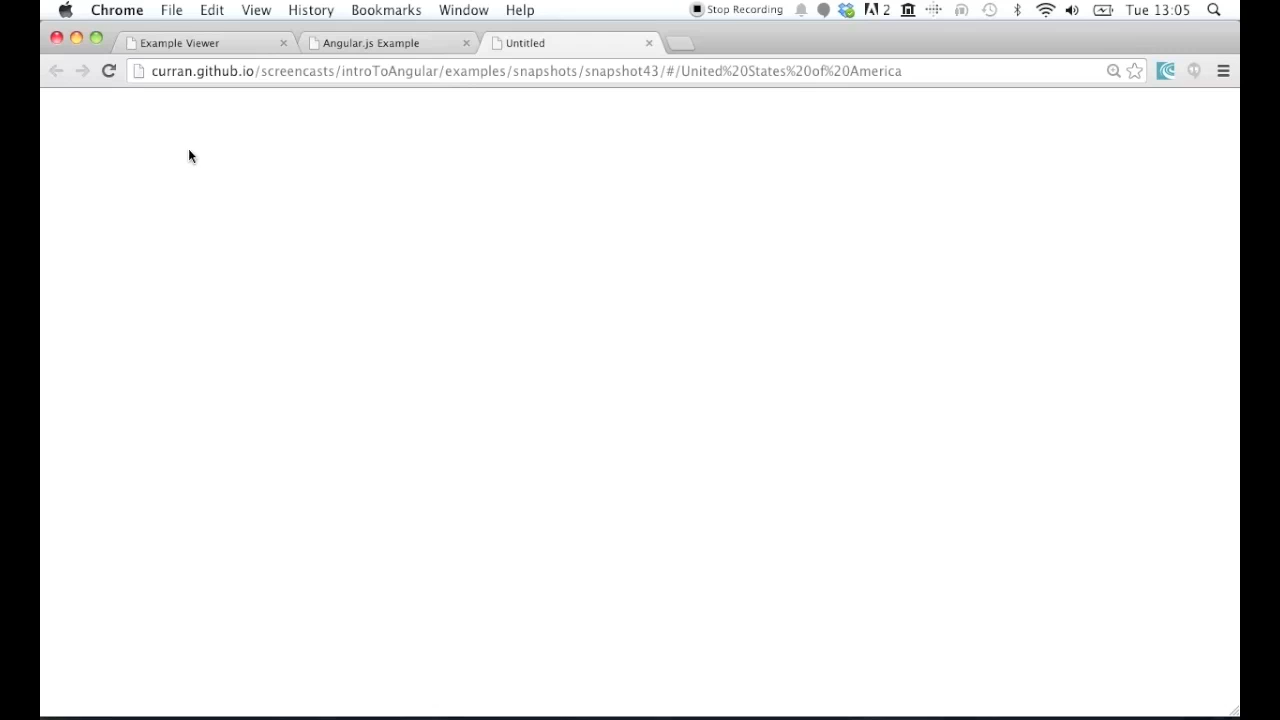 Chrome File Edit View History Bookmarks Window Help Stop Recording 2 Tue 13:05
Example Viewer Angular.js Example Untitled
curran.github.io/screencasts/introToAngular/examples/snapshots/snapshot43/#/United%20States%20of%20America